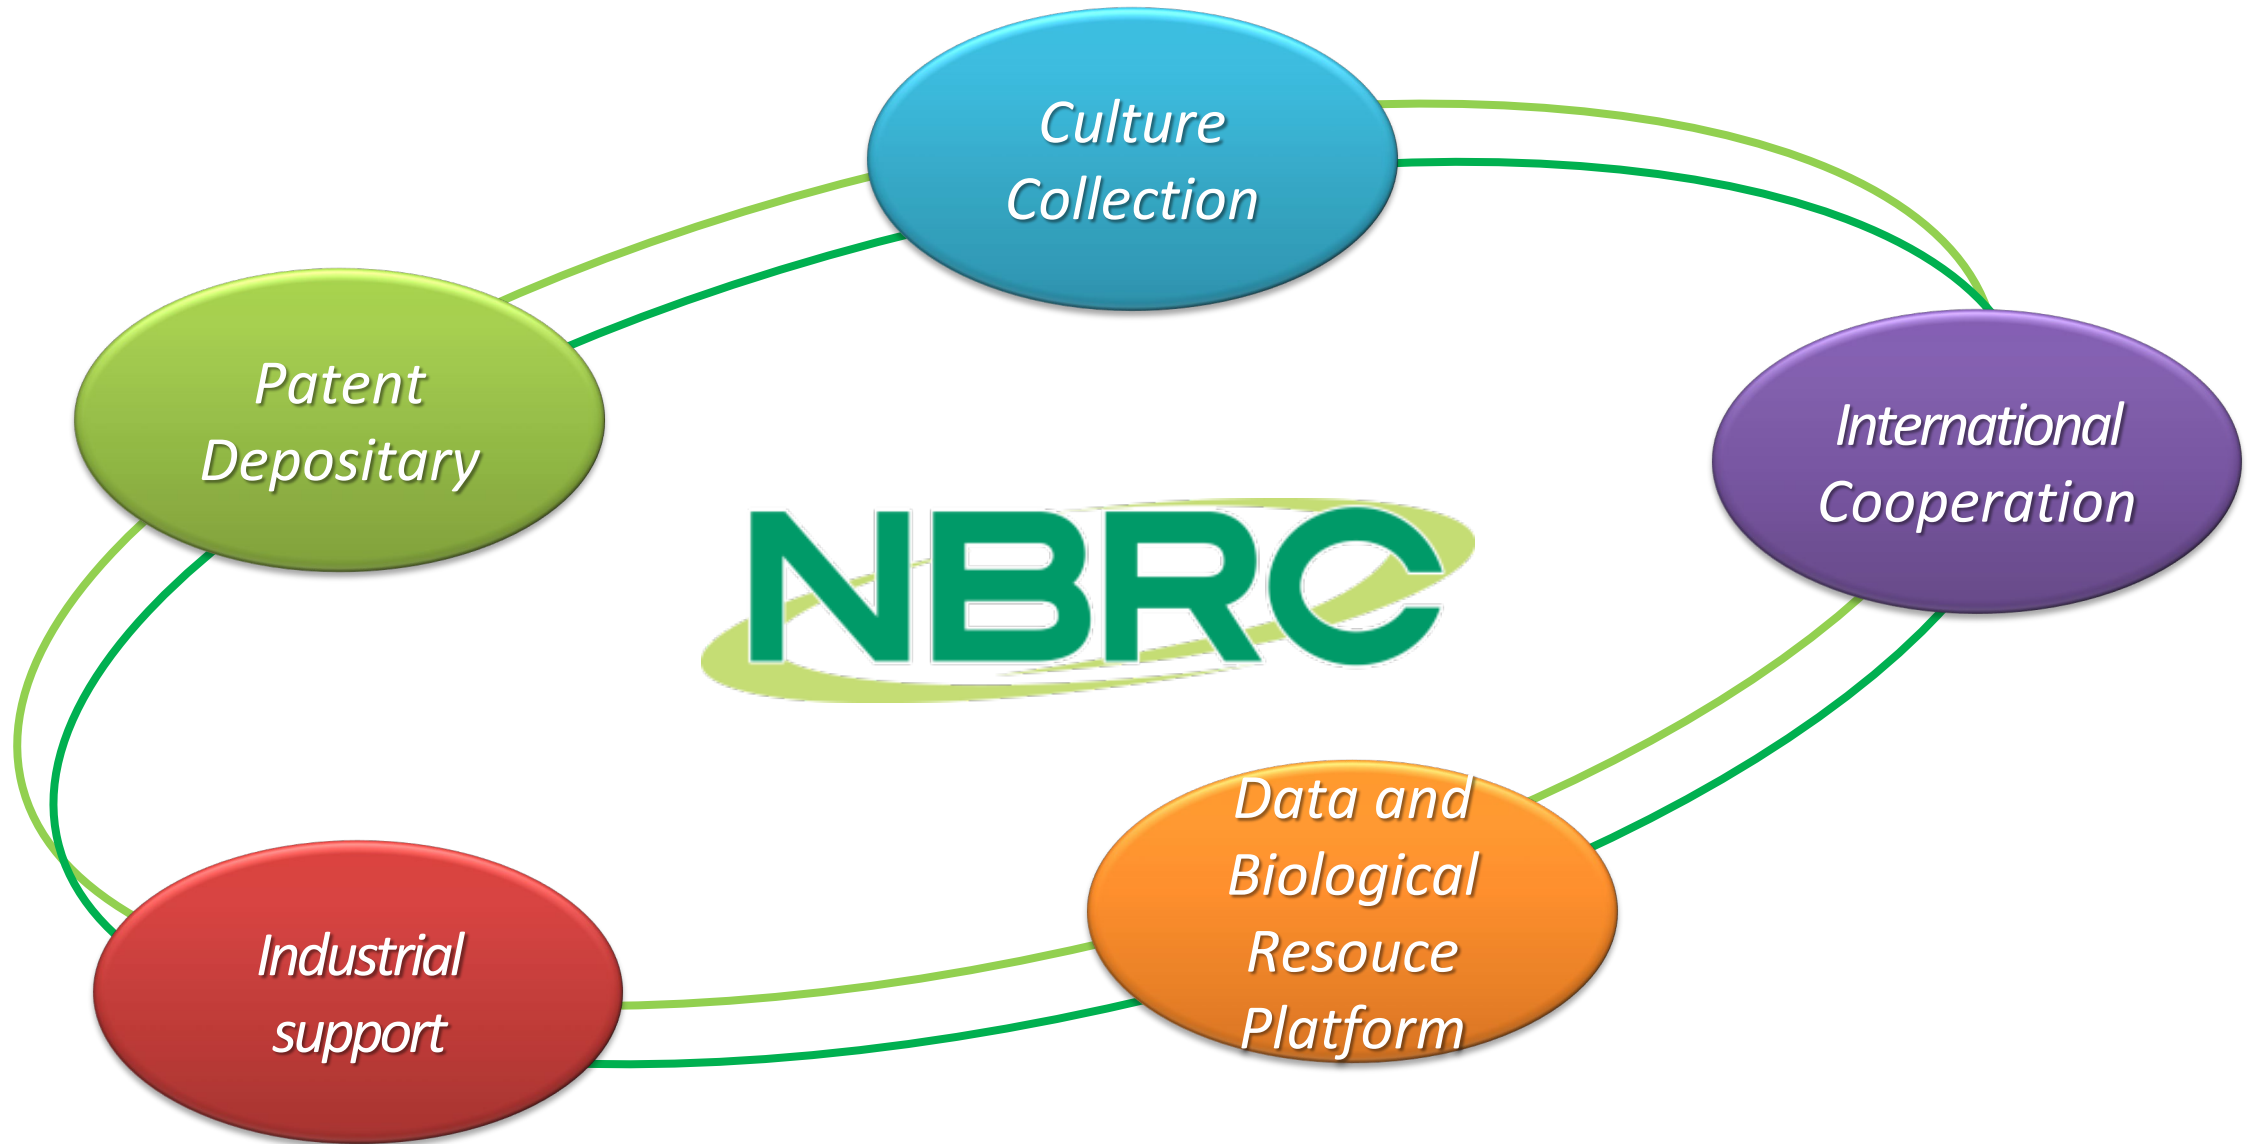 Culture
Collection
Patent
Depositary
International
Cooperation
NBRC
Data and
Biological
Resouce
Platform
Industrial
support